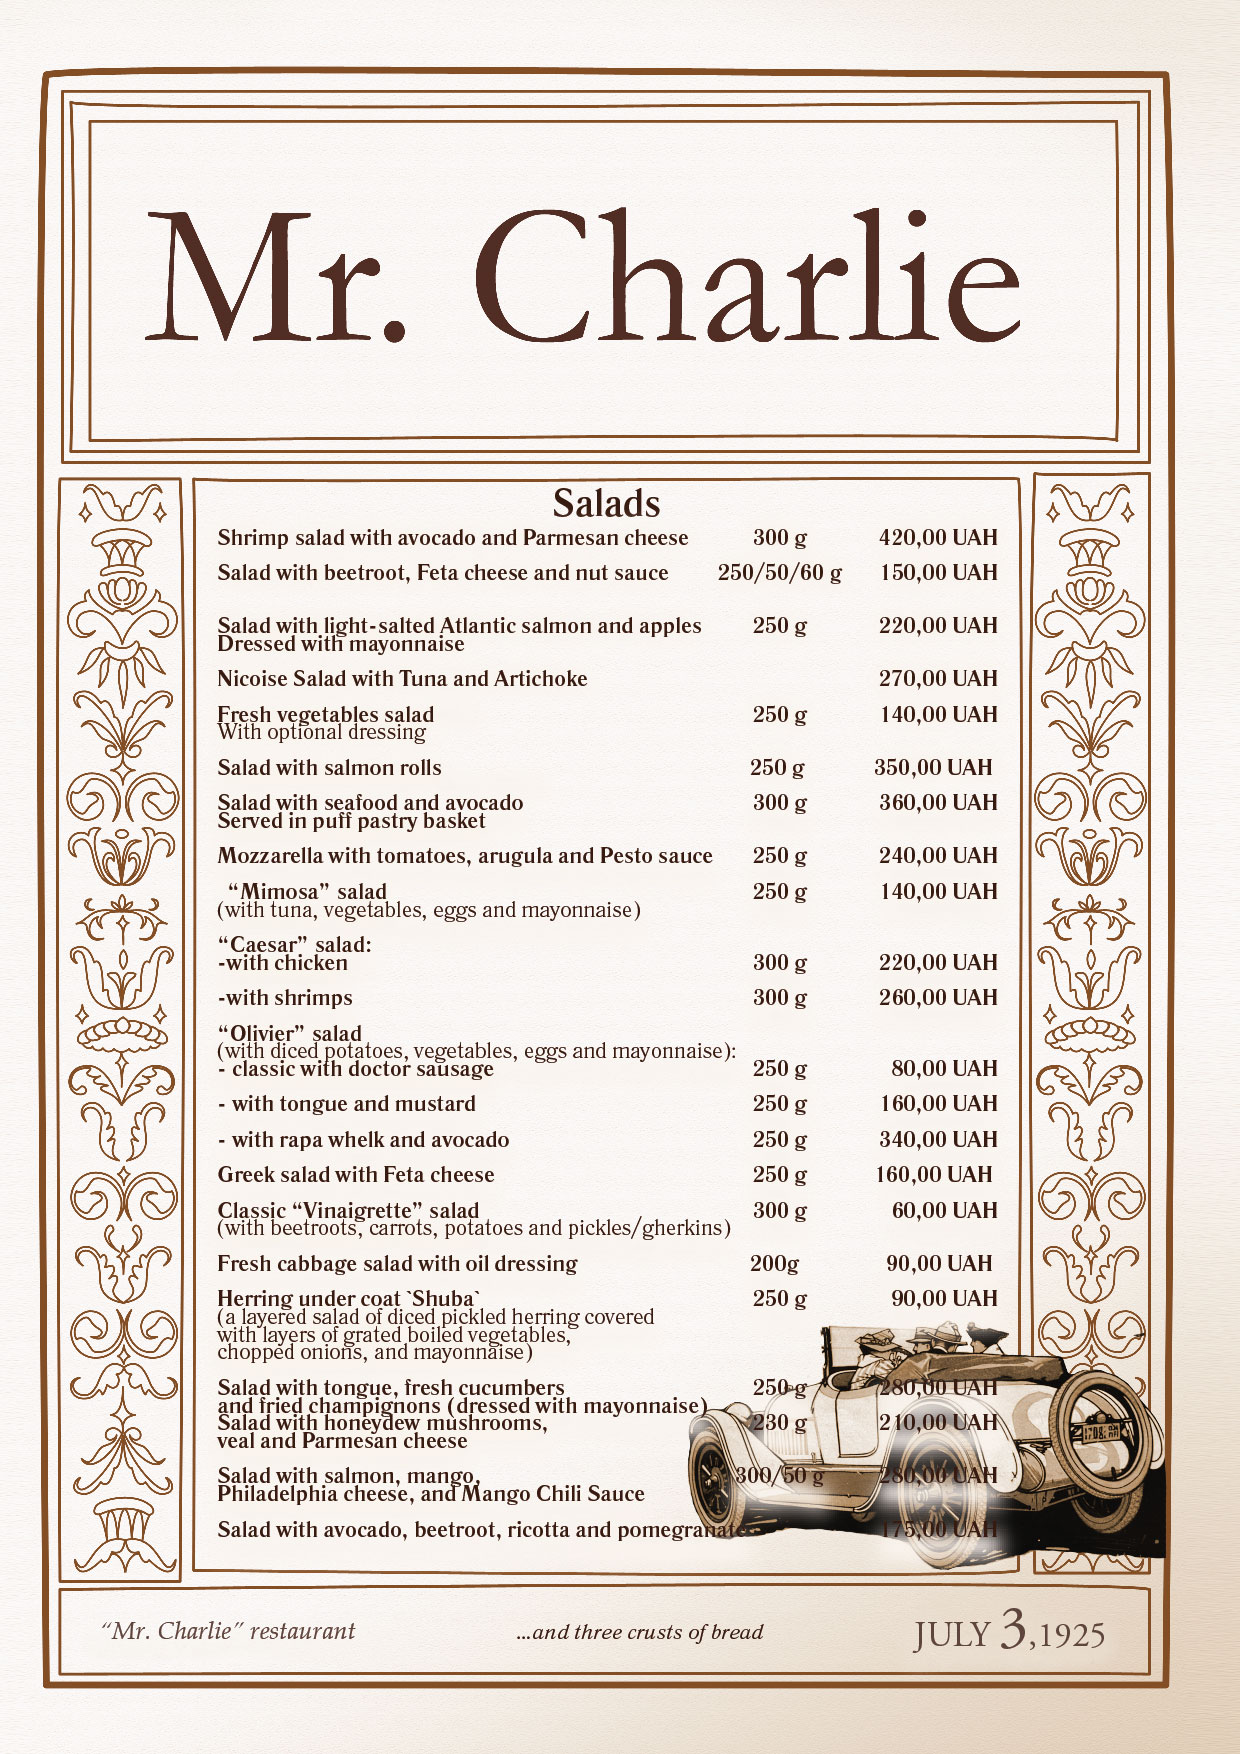 Mr. Charlie
Salads
Shrimp salad with avocado and Parmesan cheese 300 g 420,00 UAH
Salad with beetroot, Feta cheese and nut sauce 250/50/60 g 150,00 UAH
Salad with light-salted Atlantic salmon and apples 250 g 220,00 UAH
Dressed with mayonnaise
Nicoise Salad with Tuna and Artichoke 270,00 UAH
Fresh vegetables salad 250 g 140,00 UAH
With optional dressing
Salad with salmon rolls 250 g 350,00 UAH
Salad with seafood and avocado 300 g 360,00 UAH
Served in puff pastry basket
Mozzarella with tomatoes, arugula and Pesto sauce 250 g 240,00 UAH
“Mimosa” salad 250 g 140,00 UAH
(with tuna, vegetables, eggs and mayonnaise)
“Caesar” salad:
-with chicken 300 g 220,00 UAH
-with shrimps 300 g 260,00 UAH
“Olivier” salad
(with diced potatoes, vegetables, eggs and mayonnaise):
- classic with doctor sausage 250 g 80,00 UAH
- with tongue and mustard 250 g 160,00 UAH
- with rapa whelk and avocado 250 g 340,00 UAH
Greek salad with Feta cheese 250 g 160,00 UAH
Classic “Vinaigrette” salad 300 g 60,00 UAH
(with beetroots, carrots, potatoes and pickles/gherkins)
Fresh cabbage salad with oil dressing 200g 90,00 UAH
Herring under coat `Shuba` 250 g 90,00 UAH
(a layered salad of diced pickled herring covered
with layers of grated boiled vegetables,
chopped onions, and mayonnaise)
Salad with tongue, fresh cucumbers 250 g 280,00 UAH
and fried champignons (dressed with mayonnaise)
Salad with honeydew mushrooms, 230 g 210,00 UAH
veal and Parmesan cheese
Salad with salmon, mango, 300/50 g 280,00 UAH
Philadelphia cheese, and Mango Chili Sauce
Salad with avocado, beetroot, ricotta and pomegranate 175,00 UAH
“Mr. Charlie” restaurant
...and three crusts of bread
JULY 3,1925